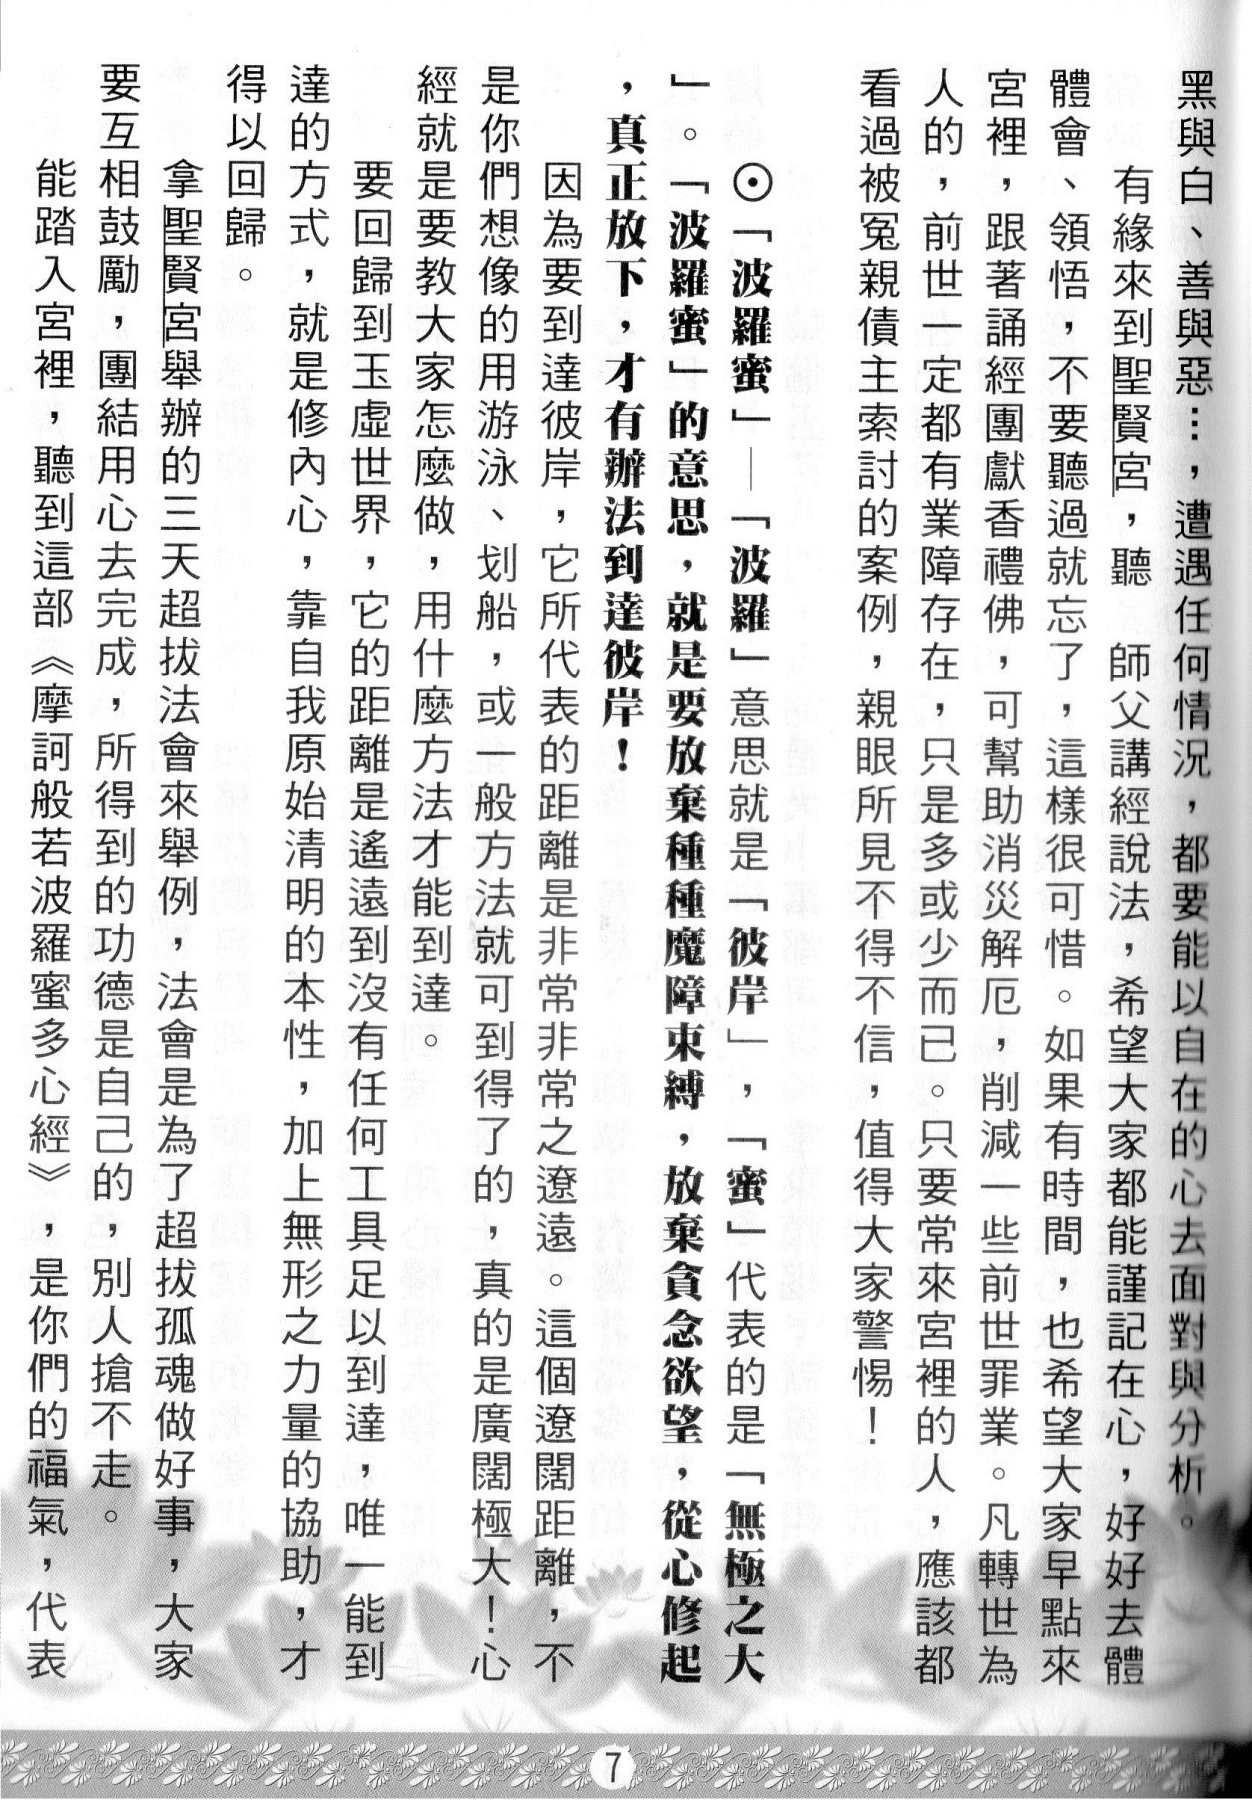 黑與白、善與惡…，遭遇任何情況，都要能以自在的心去面對與分析。
有緣來到聖賢宮，聽　師父講經說法，希望大家都能謹記在心，好好去體
體會、領悟，不要聽過就忘了，這樣很可惜。如果有時間，也希望大家早點來
宮裡，跟著誦經團獻香禮佛，可幫助消災解厄，削減一些前世罪業。凡轉世為
人的，前世一定都有業障存在，只是多或少而已。只要常來宮裡的人，應該都
看過被冤親債主索討的案例，親眼所見不得不信，值得大家警惕！
⊙「波羅蜜」—「波羅」意思就是「彼岸」，「蜜」代表的是「無極之大
」。「波羅蜜」的意思，就是要放棄種種魔障束縛，放棄貪念欲望，從心修起
，真正放下，才有辦法到達彼岸！
因為要到達彼岸，它所代表的距離是非常非常之遼遠。這個遼闊距離，不
是你們想像的用游泳、划船，或一般方法就可到得了的，真的是廣闊極大！心
經就是要教大家怎麼做，用什麼方法才能到達。
要回歸到玉虛世界，它的距離是遙遠到沒有任何工具足以到達，唯一能到
達的方式，就是修內心，靠自我原始清明的本性，加上無形之力量的協助，才
得以回歸。
拿聖賢宮舉辦的三天超拔法會來舉例，法會是為了超拔孤魂做好事，大家
要互相鼓勵，團結用心去完成，所得到的功德是自己的，別人搶不走。
能踏入宮裡，聽到這部《摩訶般若波羅蜜多心經》，是你們的福氣，代表
7